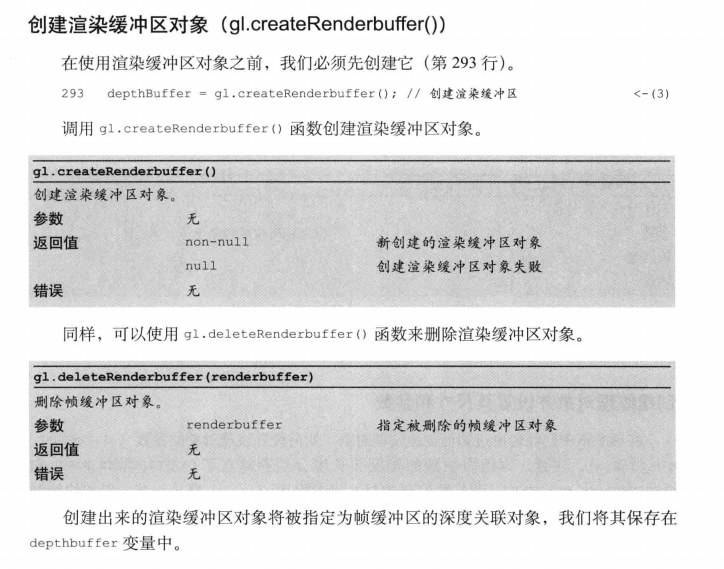 创建渲染缓冲区对象（gl.createRenderbuffer()）
在使用渲染缓冲区对象之前，我们必须先创建它（第 293 行）。
293 depthBuffer = gl.createRenderbuffer(); // 创建渲染缓冲区 <-(3)
调用 gl.createRenderbuffer() 函数创建渲染缓冲区对象。
gl.createRenderbuffer()
创建渲染缓冲区对象。
参数 无
返回值 non-null 新创建的渲染缓冲区对象
null 创建渲染缓冲区对象失败
错误 无
同样，可以使用 gl.deleteRenderbuffer() 函数来删除渲染缓冲区对象。
gl.deleteRenderbuffer(renderbuffer)
删除帧缓冲区对象。
参数 renderbuffer 指定被删除的帧缓冲区对象
返回值 无
错误 无
创建出来的渲染缓冲区对象将被指定为帧缓冲区的深度关联对象，我们将其保存在
depthbuffer 变量中。